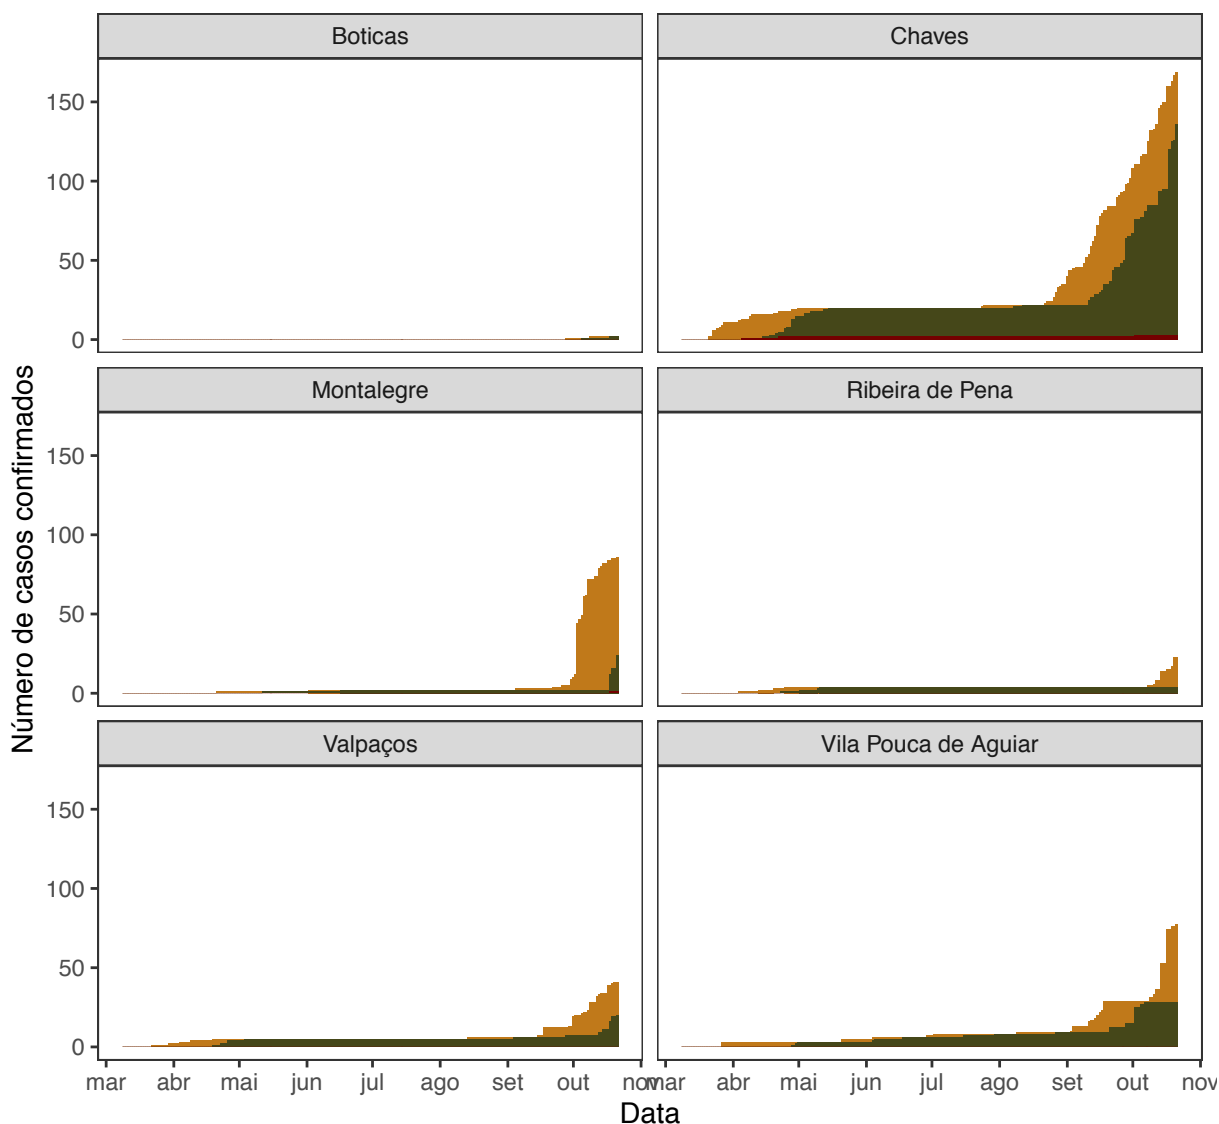 Boticas
Chaves
150
100
50
0
Montalegre
Ribeira de Pena
150
100
50
0
Valpaços
Vila Pouca de Aguiar
150
100
50
0
mar abr mai jun jul ago set out nov
mar abr mai jun jul ago set out nov
Data
Número de casos confirmados